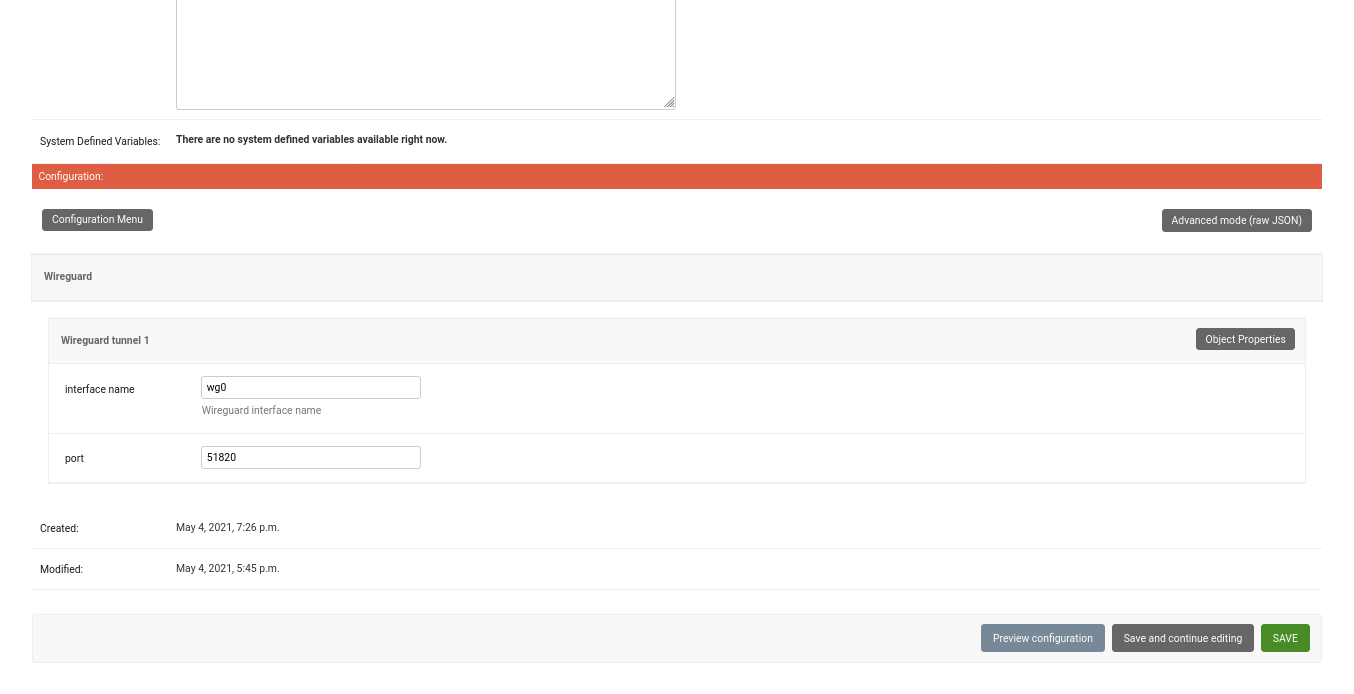 System Defined Variables: There are no system defined variables available right now.
Configuration:
Configuration Menu Advanced mode (raw JSON)
Wireguard
Wireguard tunnel 1 Object Properties
interface name wg0
Wireguard interface name
port 51820
Created: May 4, 2021, 7:26 p.m.
Modified: May 4, 2021, 5:45 p.m.
Preview configuration Save and continue editing SAVE